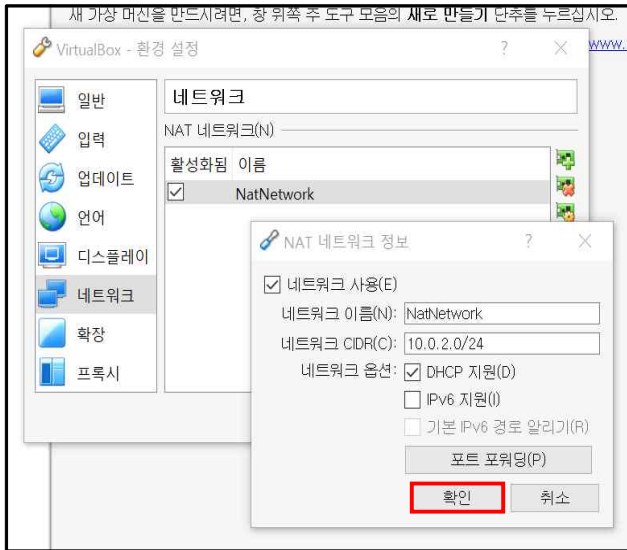 새 가상 머신을 만드시려면, 창 위쪽 주 도구 모음의 새로 만들기 단추를 누르십시오.
www.
VirtualBox - 환경 설정
일반
입력
업데이트
언어
디스플레이
네트워크
확장
프록시
네트워크
NAT 네트워크(N)
활성화됨 이름
NatNetwork
NAT 네트워크 정보
네트워크 사용(E)
네트워크 이름(N): NatNetwork
네트워크 CIDR(C): 10.0.2.0/24
네트워크 옵션: DHCP 지원(D)
IPv6 지원(I)
기본 IPv6 경로 알리기(R)
포트 포워딩(P)
확인 취소